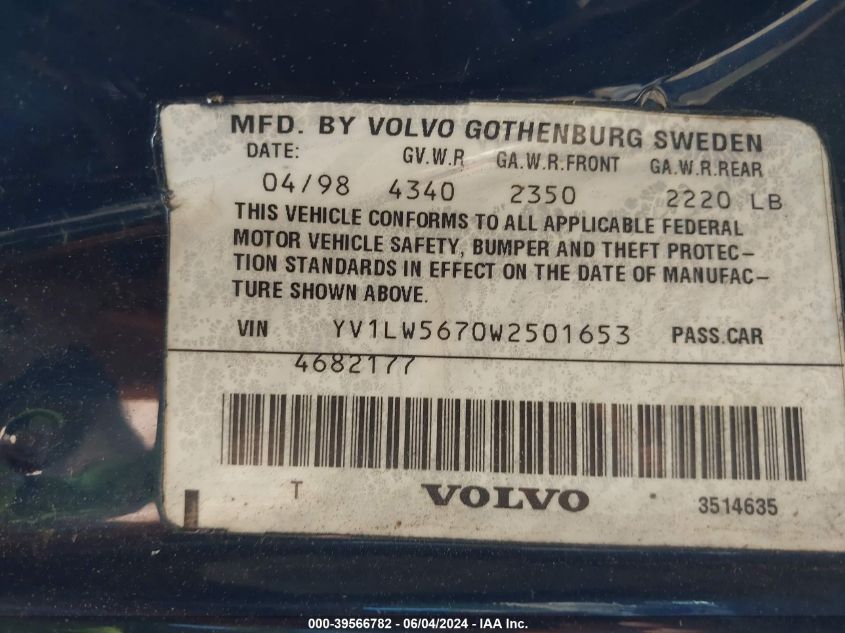 MFD. BY VOLVO GOTHENBURG SWEDEN
DATE: GV.W.R GA.W.R.FRONT GA.W.R.REAR
04/98 4340 2350 2220 LB
THIS VEHICLE CONFORMS TO ALL APPLICABLE FEDERAL
MOTOR VEHICLE SAFETY, BUMPER AND THEFT PROTEC-
TION STANDARDS IN EFFECT ON THE DATE OF MANUFAC-
TURE SHOWN ABOVE.
VIN YV1LW5670W2501653 PASS.CAR
4682177
T VOLVO 3514635
000-39566782 - 06/04/2024 - IAA Inc.